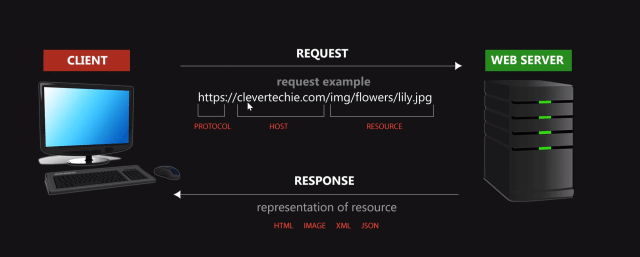 CLIENT
REQUEST
WEB SERVER
request example
https://clevertechie.com/img/flowers/lily.jpg
PROTOCOL HOST RESOURCE
RESPONSE
representation of resource
HTML IMAGE XML JSON